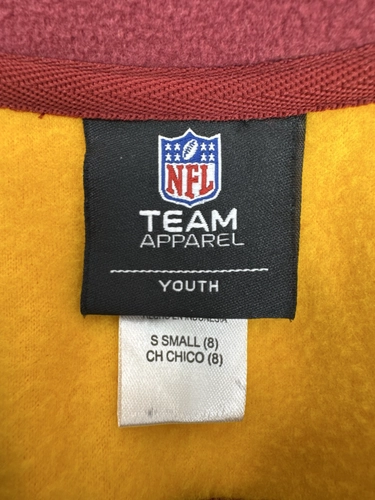 NFL
TEAM
APPAREL
YOUTH
S SMALL (8)
CH CHICO (8)